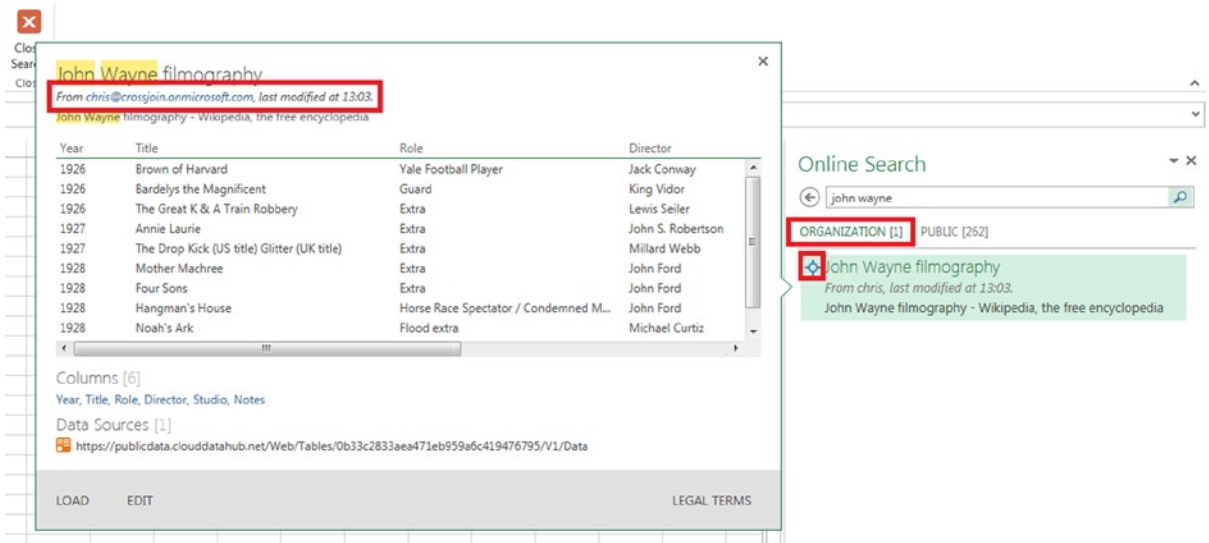 Clos
Sear
Clos
John Wayne filmography
From chris@crossjoin.onmicrosoft.com, last modified at 13:03.
John Wayne filmography - Wikipedia, the free encyclopedia
Year Title Role Director
1926 Brown of Harvard Yale Football Player Jack Conway
1926 Bardelys the Magnificent Guard King Vidor
1926 The Great K & A Train Robbery Extra Lewis Seiler
1927 Annie Laurie Extra John S. Robertson
1927 The Drop Kick (US title) Glitter (UK title) Extra Millard Webb
1928 Mother Machree Extra John Ford
1928 Four Sons Extra John Ford
1928 Hangman's House Horse Race Spectator / Condemned M... John Ford
1928 Noah's Ark Flood extra Michael Curtiz
Columns [6]
Year, Title, Role, Director, Studio, Notes
Data Sources [1]
https://publicdata.clouddatahub.net/Web/Tables/0b33c2833aea471eb959a6c419476795/V1/Data
LOAD EDIT LEGAL TERMS
Online Search
john wayne
ORGANIZATION [1] PUBLIC [262]
John Wayne filmography
From chris, last modified at 13:03.
John Wayne filmography - Wikipedia, the free encyclopedia